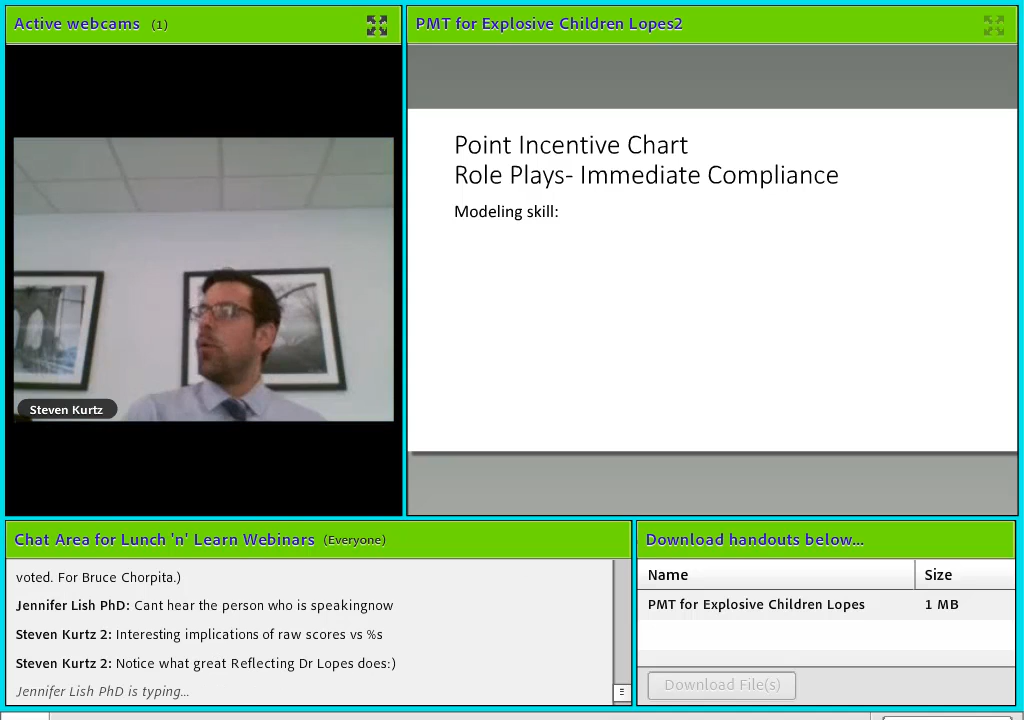 Active webcams (1)
PMT for Explosive Children Lopes2
Point Incentive Chart
Role Plays- Immediate Compliance
Modeling skill:
Steven Kurtz
Chat Area for Lunch 'n' Learn Webinars (Everyone)
voted. For Bruce Chorpita.)
Jennifer Lish PhD: Cant hear the person who is speakingnow
Steven Kurtz 2: Interesting implications of raw scores vs %s
Steven Kurtz 2: Notice what great Reflecting Dr Lopes does:)
Jennifer Lish PhD is typing...
Download handouts below...
Name Size
PMT for Explosive Children Lopes 1 MB
Download File(s)